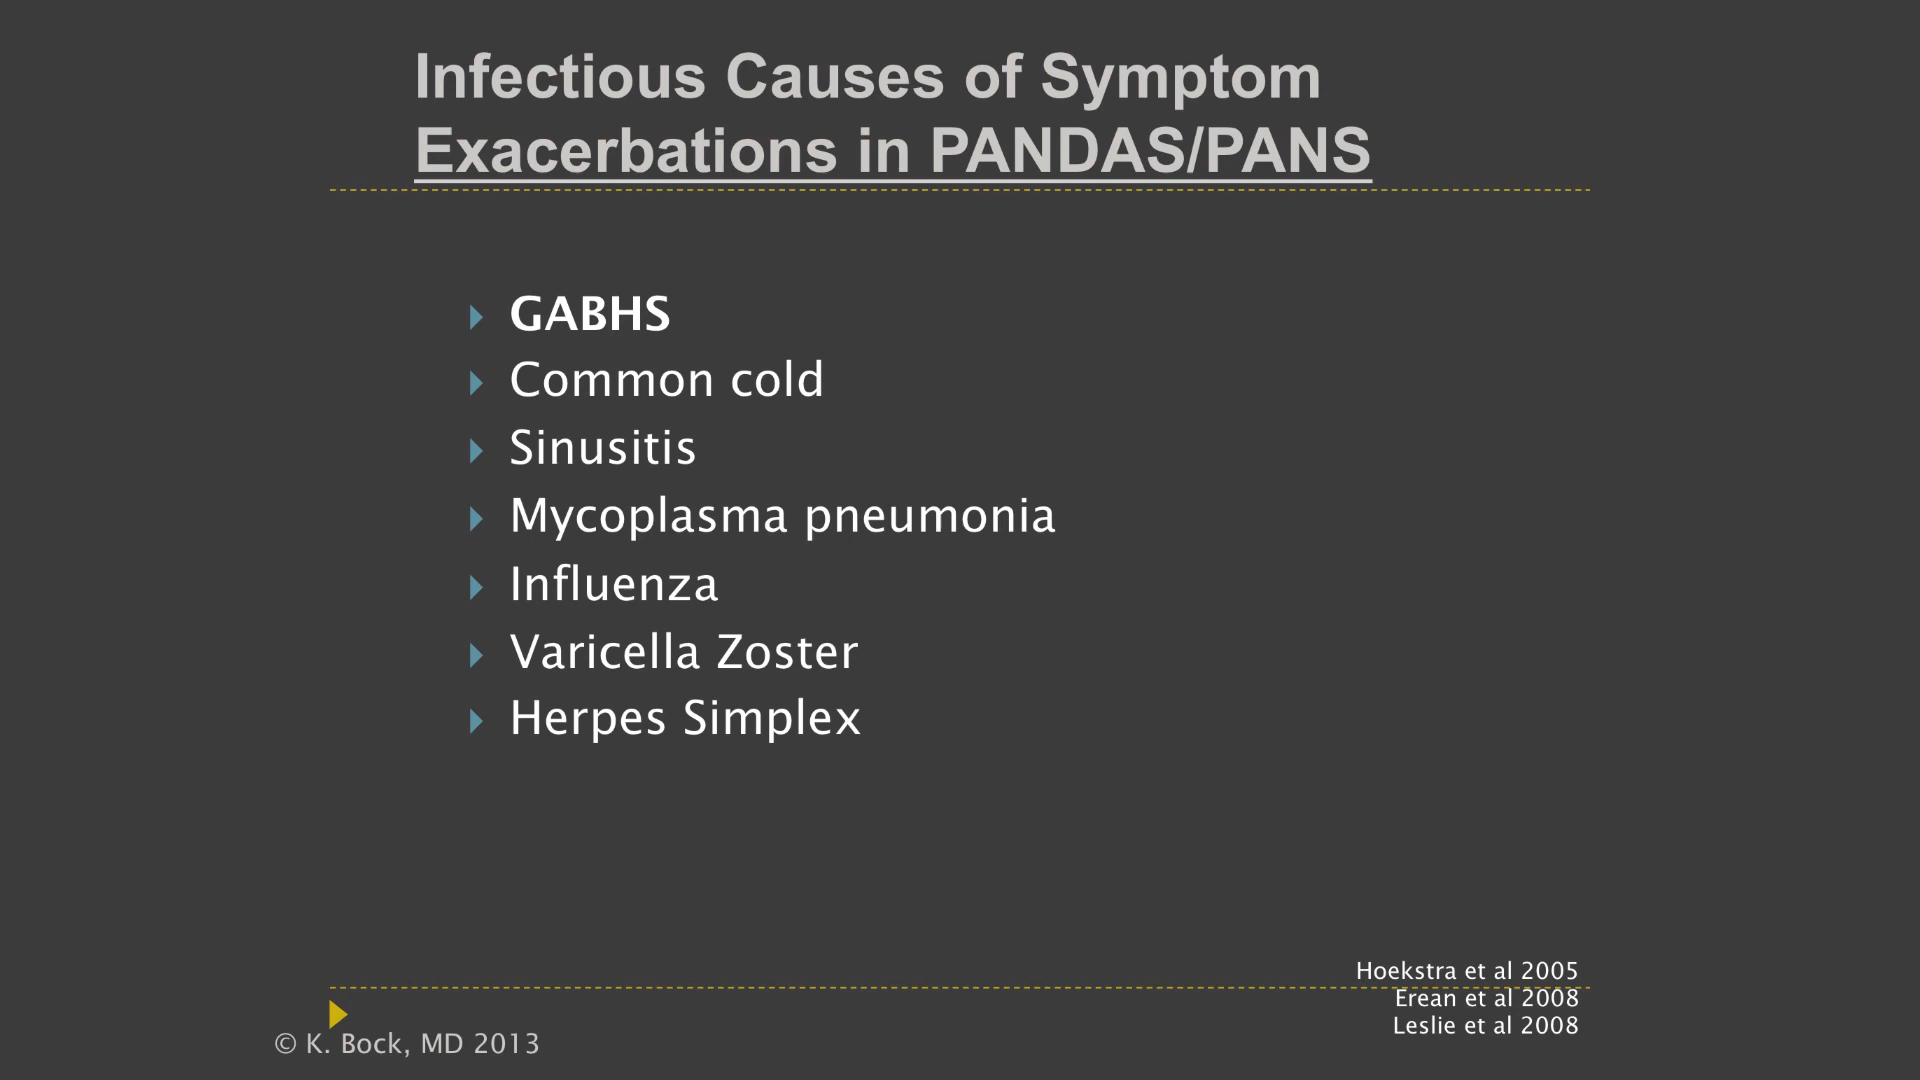 Infectious Causes of Symptom
Exacerbations in PANDAS/PANS
GABHS
Common cold
Sinusitis
Mycoplasma pneumonia
Influenza
Varicella Zoster
Herpes Simplex
Hoekstra et al 2005
Erean et al 2008
Leslie et al 2008
© K. Bock, MD 2013